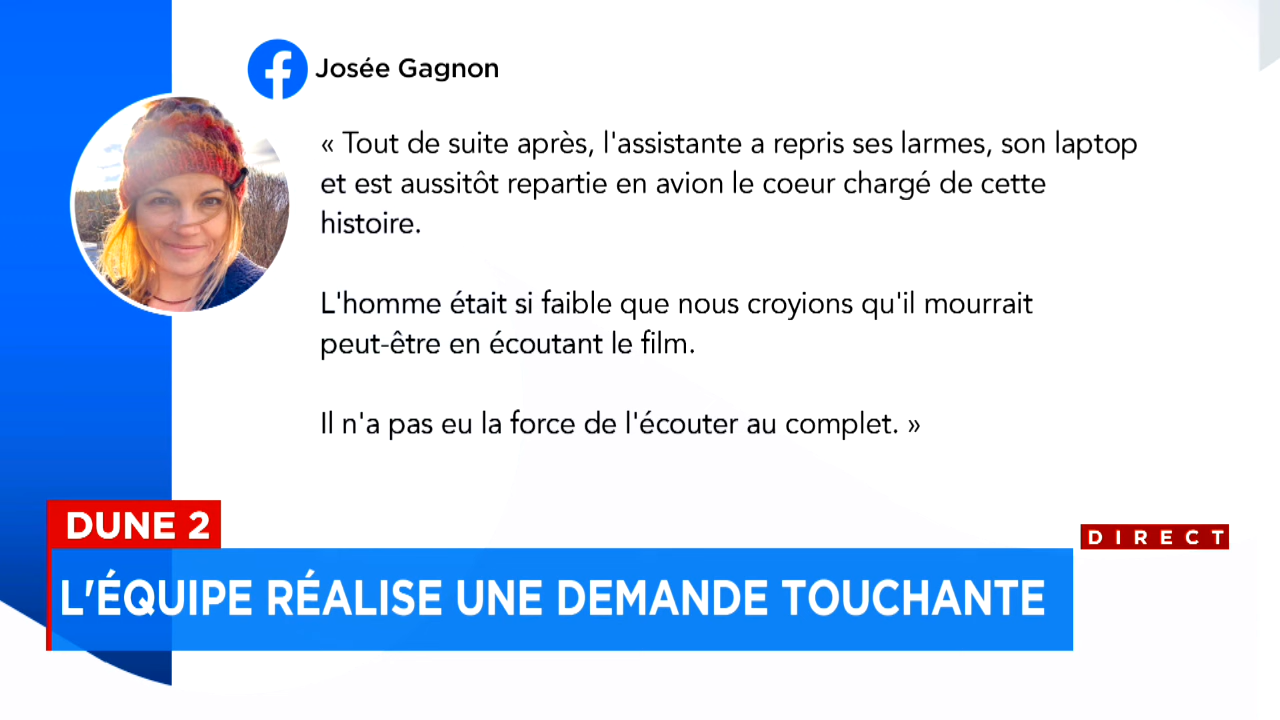 Josée Gagnon
« Tout de suite après, l'assistante a repris ses larmes, son laptop
et est aussitôt repartie en avion le coeur chargé de cette
histoire.
L'homme était si faible que nous croyions qu'il mourrait
peut-être en écoutant le film.
Il n'a pas eu la force de l'écouter au complet. »
DUNE 2
DIRECT
L'ÉQUIPE RÉALISE UNE DEMANDE TOUCHANTE